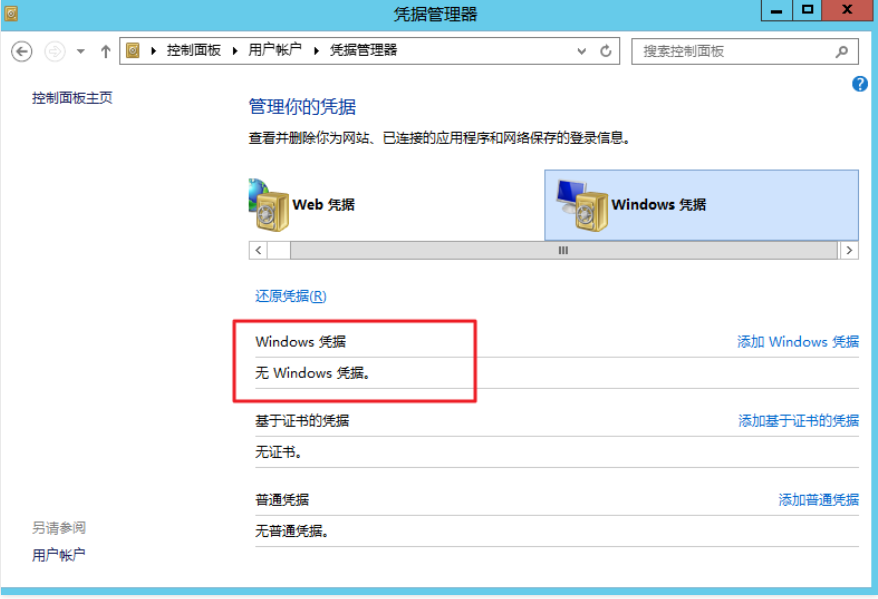 凭据管理器
控制面板 用户帐户 凭据管理器
搜索控制面板
控制面板主页
管理你的凭据
查看并删除你为网站、已连接的应用程序和网络保存的登录信息。
Web 凭据
Windows 凭据
还原凭据(R)
Windows 凭据 添加 Windows 凭据
无 Windows 凭据。
基于证书的凭据 添加基于证书的凭据
无证书。
普通凭据 添加普通凭据
无普通凭据。
另请参阅
用户帐户